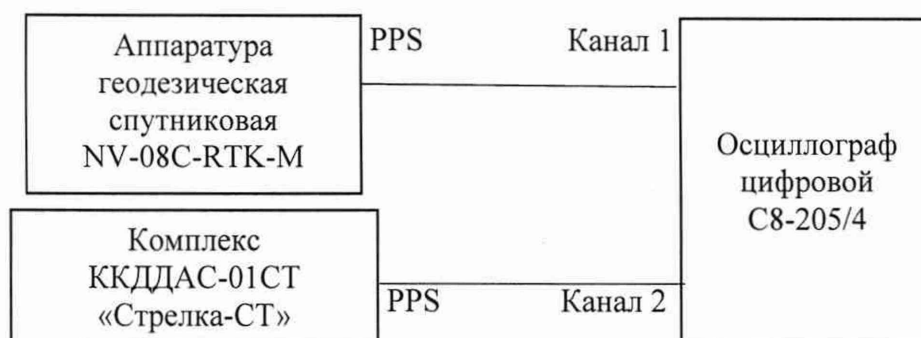 Аппаратура
геодезическая
спутниковая
NV-08C-RTK-M
PPS
Канал 1
Комплекс
ККДДАС-01СТ
«Стрелка-СТ»
PPS
Канал 2
Осциллограф
цифровой
С8-205/4